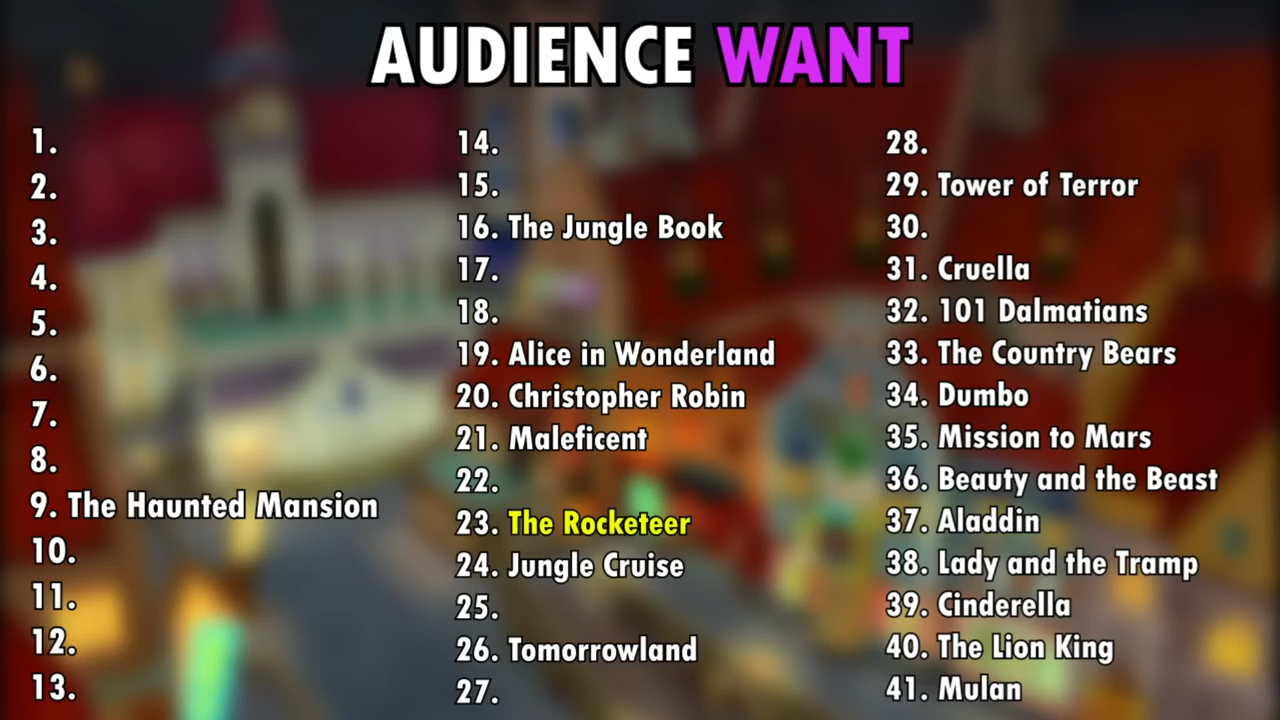 AUDIENCE WANT
1.
2.
3.
4.
5.
6.
7.
8.
9. The Haunted Mansion
10.
11.
12.
13.
14.
15.
16. The Jungle Book
17.
18.
19. Alice in Wonderland
20. Christopher Robin
21. Maleficent
22.
23. The Rocketeer
24. Jungle Cruise
25.
26. Tomorrowland
27.
28.
29. Tower of Terror
30.
31. Cruella
32. 101 Dalmatians
33. The Country Bears
34. Dumbo
35. Mission to Mars
36. Beauty and the Beast
37. Aladdin
38. Lady and the Tramp
39. Cinderella
40. The Lion King
41. Mulan